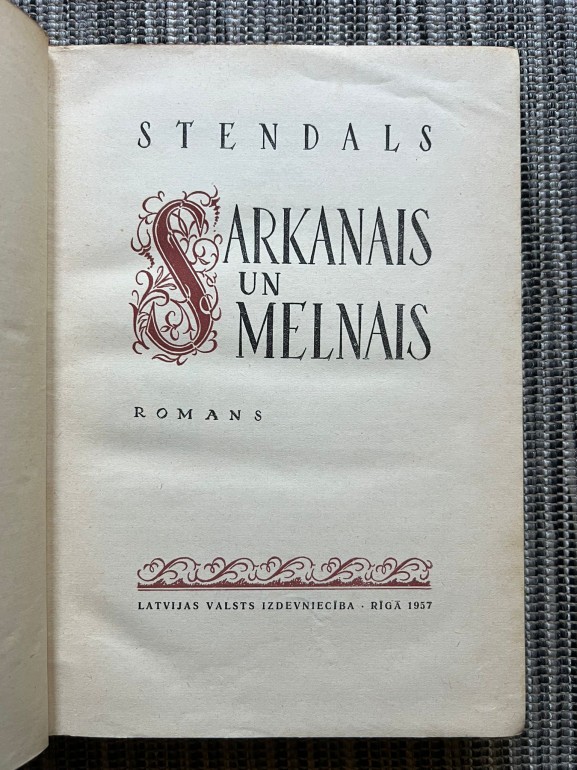 STENDALS
SARKANAIS
UN
MELNAIS
ROMANS
LATVIJAS VALSTS IZDEVNIECĪBA · RĪGĀ 1957